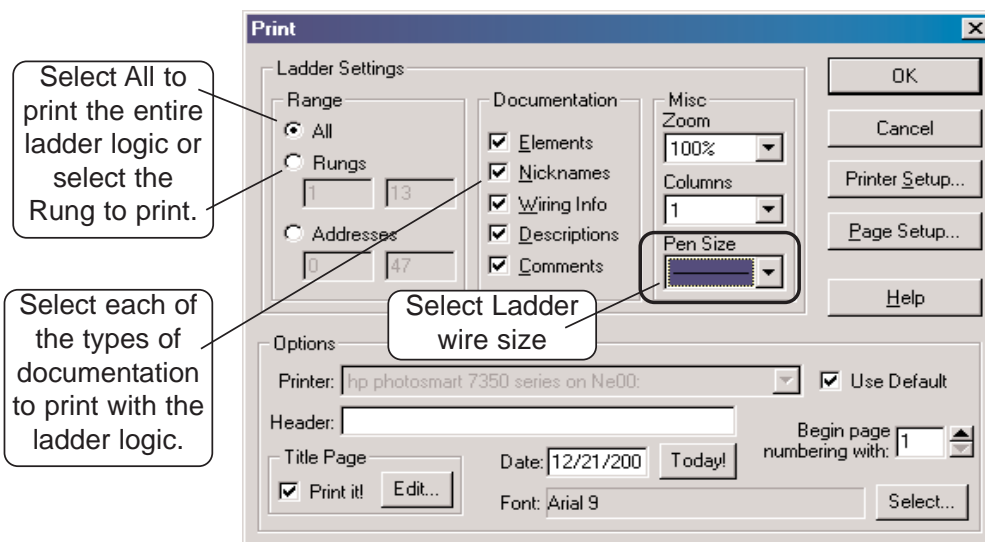 Print
Select All to
print the entire
ladder logic or
select the
Rung to print.
Select each of
the types of
documentation
to print with the
ladder logic.
Ladder Settings
Range
All
Rungs
1 13
Addresses
0 47
Documentation
Elements
Nicknames
Wiring Info
Descriptions
Comments
Misc
Zoom
100%
Columns
1
Pen Size
Select Ladder
wire size
OK
Cancel
Printer Setup...
Page Setup...
Help
Options
Printer: hp photosmart 7350 series on Ne00:
Use Default
Header:
Begin page
numbering with: 1
Title Page
Print it! Edit...
Date: 12/21/200 Today!
Font: Arial 9 Select...